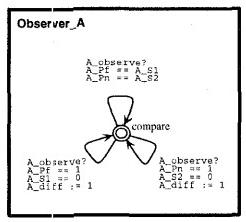 Observer_A
A_observe?
A_Pf == A_S1
A_Pn == A_S2
compare
A_observe?
A_Pf == 1
A_S1 == 0
A_diff := 1
A_observe?
A_Pn == 1
A_S2 == 0
A_diff := 1